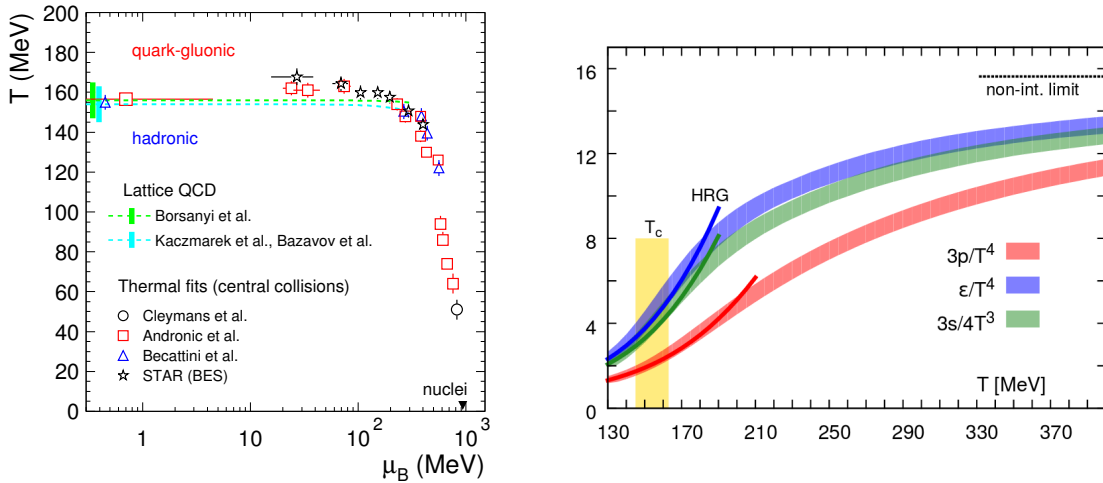 T (MeV)
200
180
160
140
120
100
80
60
40
20
0
quark-gluonic
hadronic
Lattice QCD
Borsanyi et al.
Kaczmarek et al., Bazavov et al.
Thermal fits (central collisions)
Cleymans et al.
Andronic et al.
Becattini et al.
STAR (BES)
nuclei
1 10 10² 10³
μ_B (MeV)
16
12
8
4
0
non-int. limit
HRG
T_c
3p/T⁴
ε/T⁴
3s/4T³
T [MeV]
130 170 210 250 290 330 370